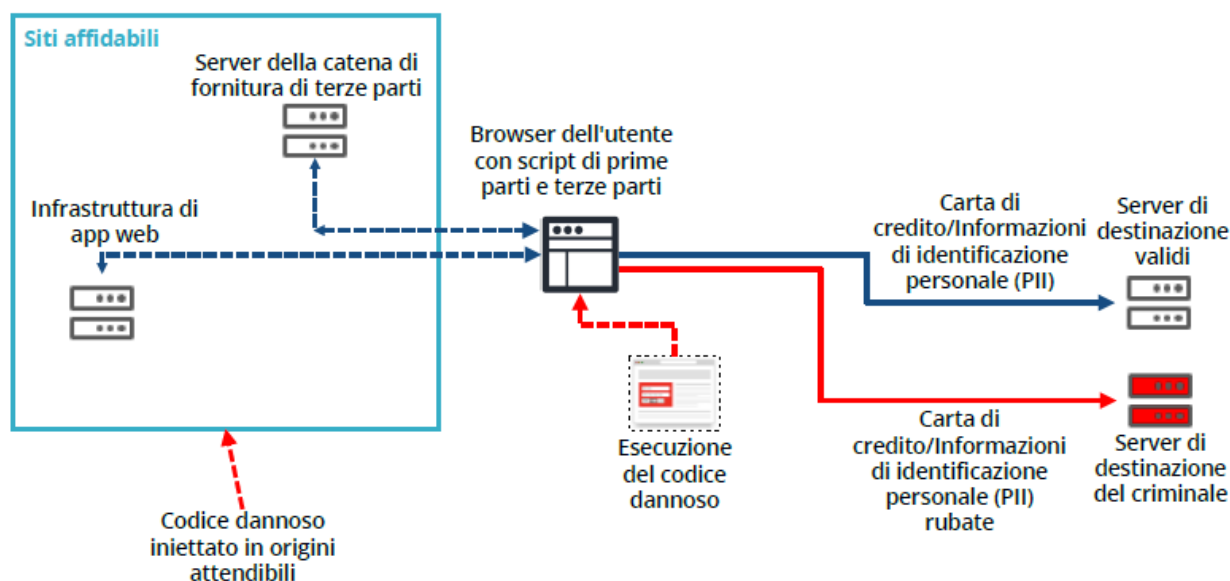 Siti affidabili
Server della catena di
fornitura di terze parti
Infrastruttura di
app web
Browser dell'utente
con script di prime
parti e terze parti
Carta di
credito/Informazioni
di identificazione
personale (PII)
Server di
destinazione
validi
Esecuzione
del codice
dannoso
Carta di
credito/Informazioni
di identificazione
personale (PII)
rubate
Server di
destinazione
del criminale
Codice dannoso
iniettato in origini
attendibili